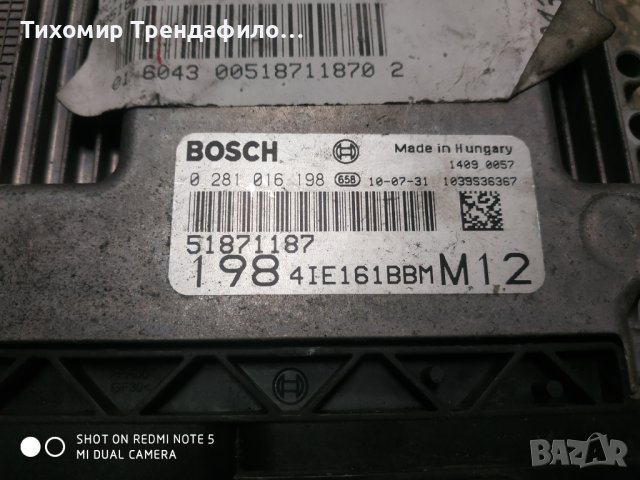 Тихомир Трендафило...
6043 00518711870 2
BOSCH
Made in Hungary
1409 0057
0 281 016 198 658 10-07-31 1039S36367
51871187
198 4IE161BBM M12
SHOT ON REDMI NOTE 5
MI DUAL CAMERA
BAZAR